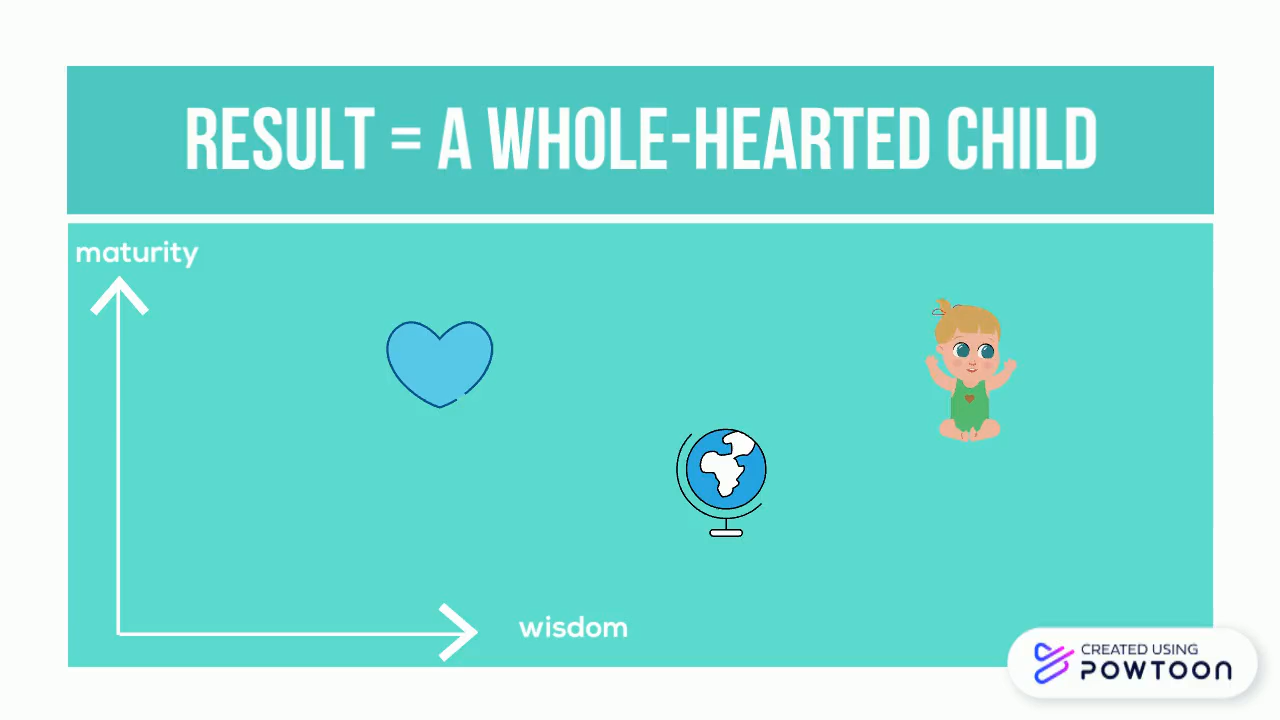 RESULT = A WHOLE-HEARTED CHILD
maturity
wisdom
CREATED USING
POWTOON